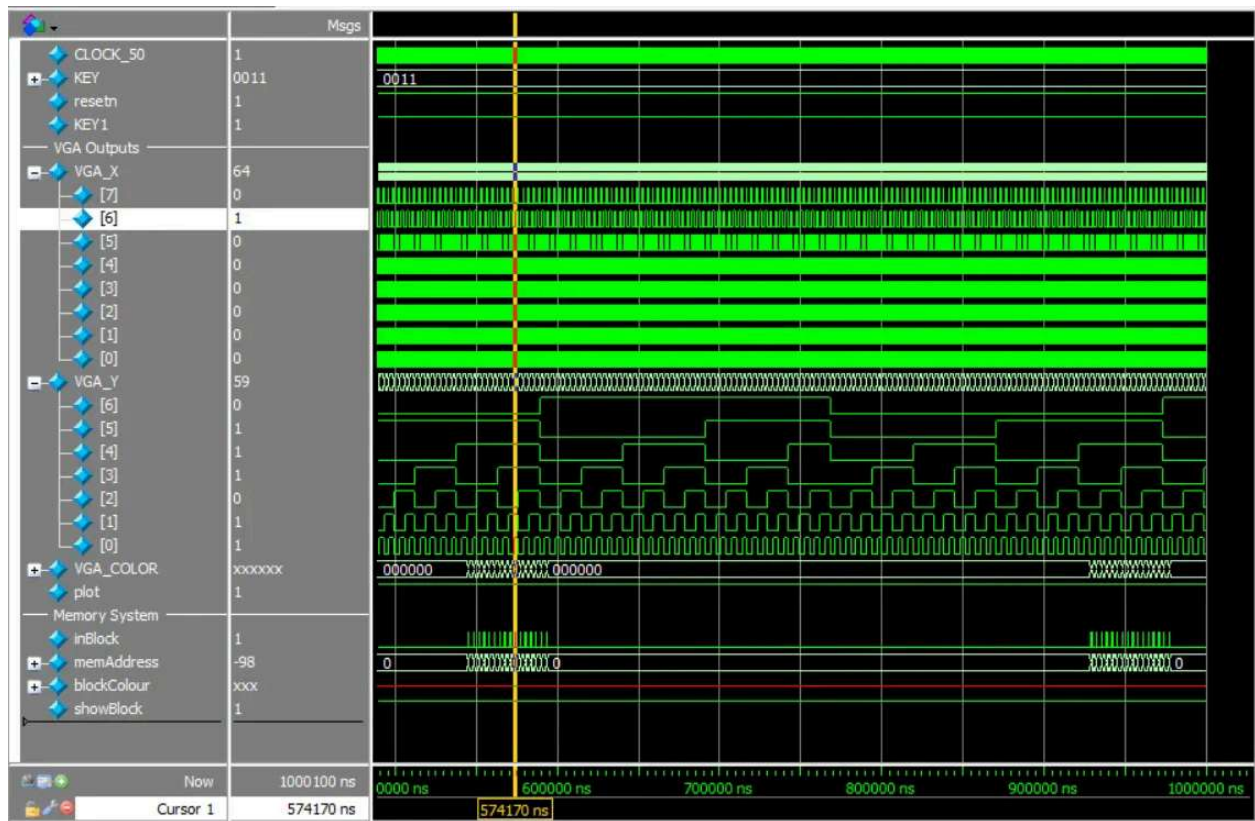 Msgs
CLOCK_50 1
KEY 0011 0011
resetn 1
KEY1 1
VGA Outputs
VGA_X 64
[7] 0
[6] 1
[5] 0
[4] 0
[3] 0
[2] 0
[1] 0
[0] 0
VGA_Y 59
[6] 0
[5] 1
[4] 1
[3] 1
[2] 0
[1] 1
[0] 1
VGA_COLOR xxxxxx 000000 000000
plot 1
Memory System
inBlock 1
memAddress -98 0 0 0
blockColour xxx
showBlock 1
Now 1000100 ns 0000 ns 600000 ns 700000 ns 800000 ns 900000 ns 1000000 ns
Cursor 1 574170 ns 574170 ns